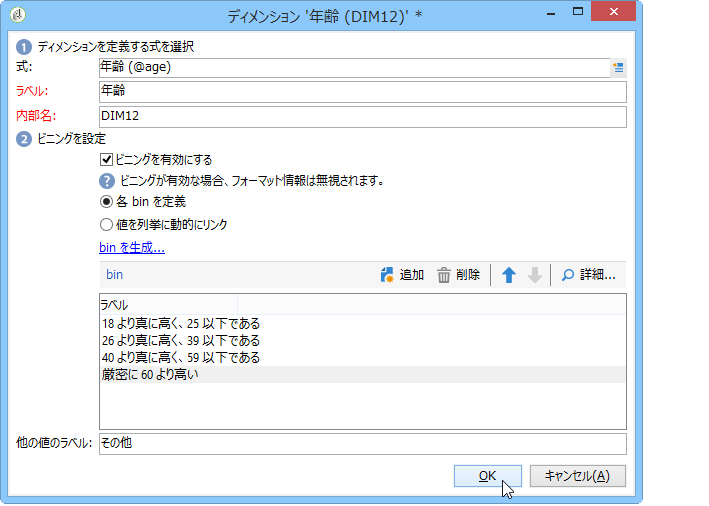 ディメンション '年齢 (DIM12)' *
1 ディメンションを定義する式を選択
式: 年齢 (@age)
ラベル: 年齢
内部名: DIM12
2 ビニングを設定
ビニングを有効にする
? ビニングが有効な場合、フォーマット情報は無視されます。
各 bin を定義
値を列挙に動的にリンク
bin を生成...
bin 追加 削除 詳細...
ラベル
18 より真に高く、25 以下である
26 より真に高く、39 以下である
40 より真に高く、59 以下である
厳密に 60 より高い
他の値のラベル: その他
OK キャンセル(A)